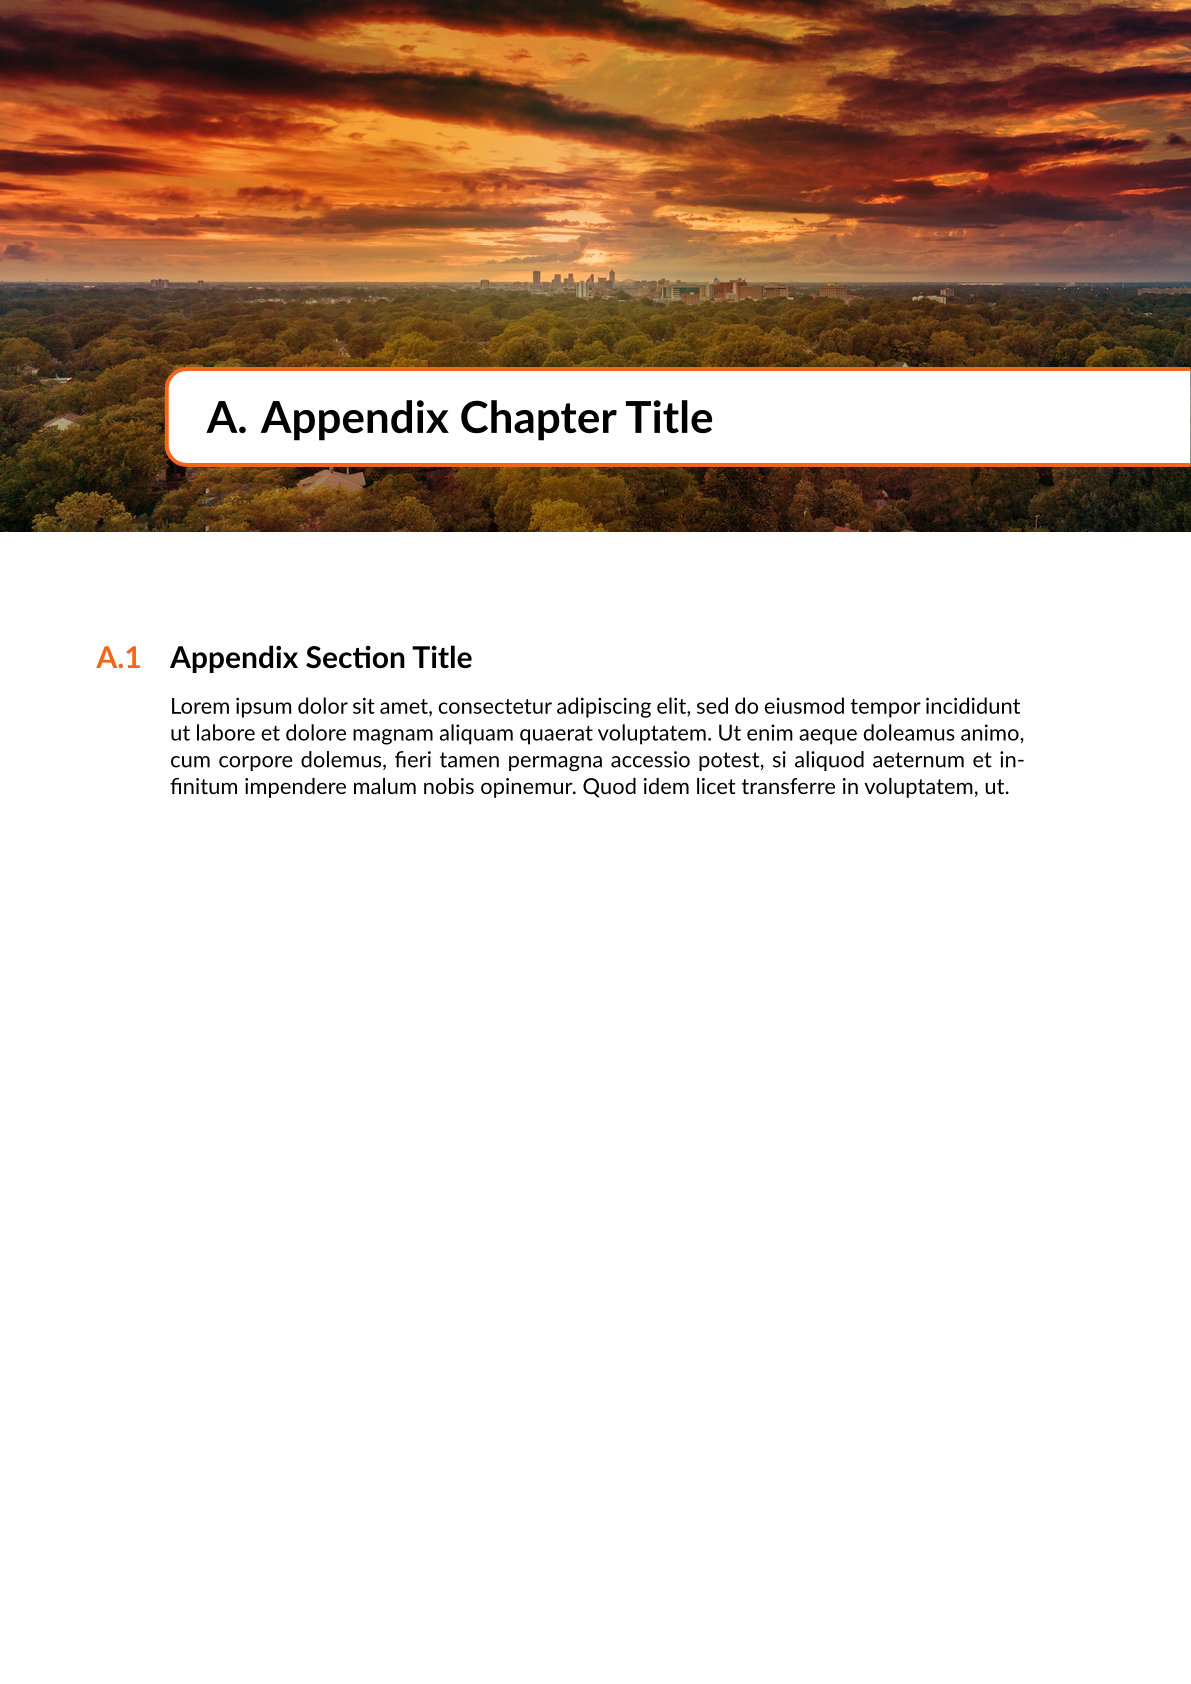 A. Appendix Chapter Title
A.1 Appendix Section Title
Lorem ipsum dolor sit amet, consectetur adipiscing elit, sed do eiusmod tempor incididunt
ut labore et dolore magnam aliquam quaerat voluptatem. Ut enim aeque doleamus animo,
cum corpore dolemus, fieri tamen permagna accessio potest, si aliquod aeternum et in-
finitum impendere malum nobis opinemur. Quod idem licet transferre in voluptatem, ut.